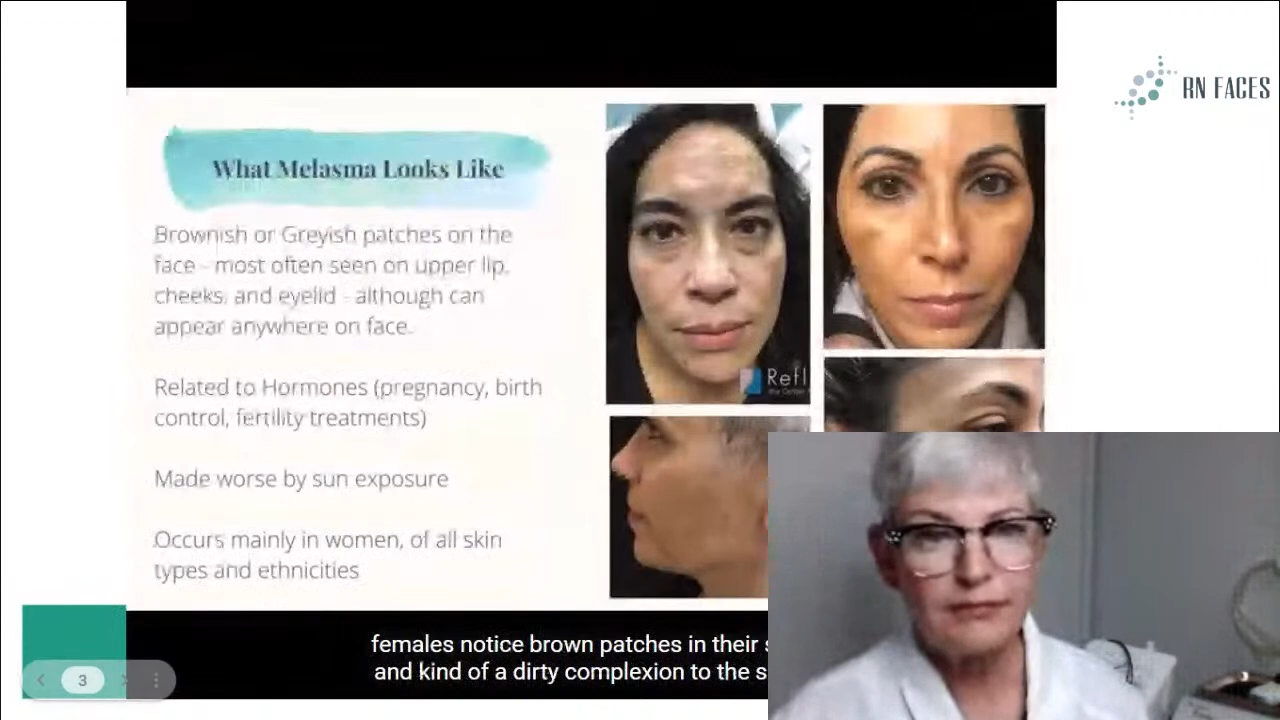 RN FACES
What Melasma Looks Like
Brownish or Greyish patches on the
face - most often seen on upper lip,
cheeks, and eyelid - although can
appear anywhere on face.
Related to Hormones (pregnancy, birth
control, fertility treatments)
Made worse by sun exposure
Occurs mainly in women, of all skin
types and ethnicities
Refl
females notice brown patches in their
and kind of a dirty complexion to the
3